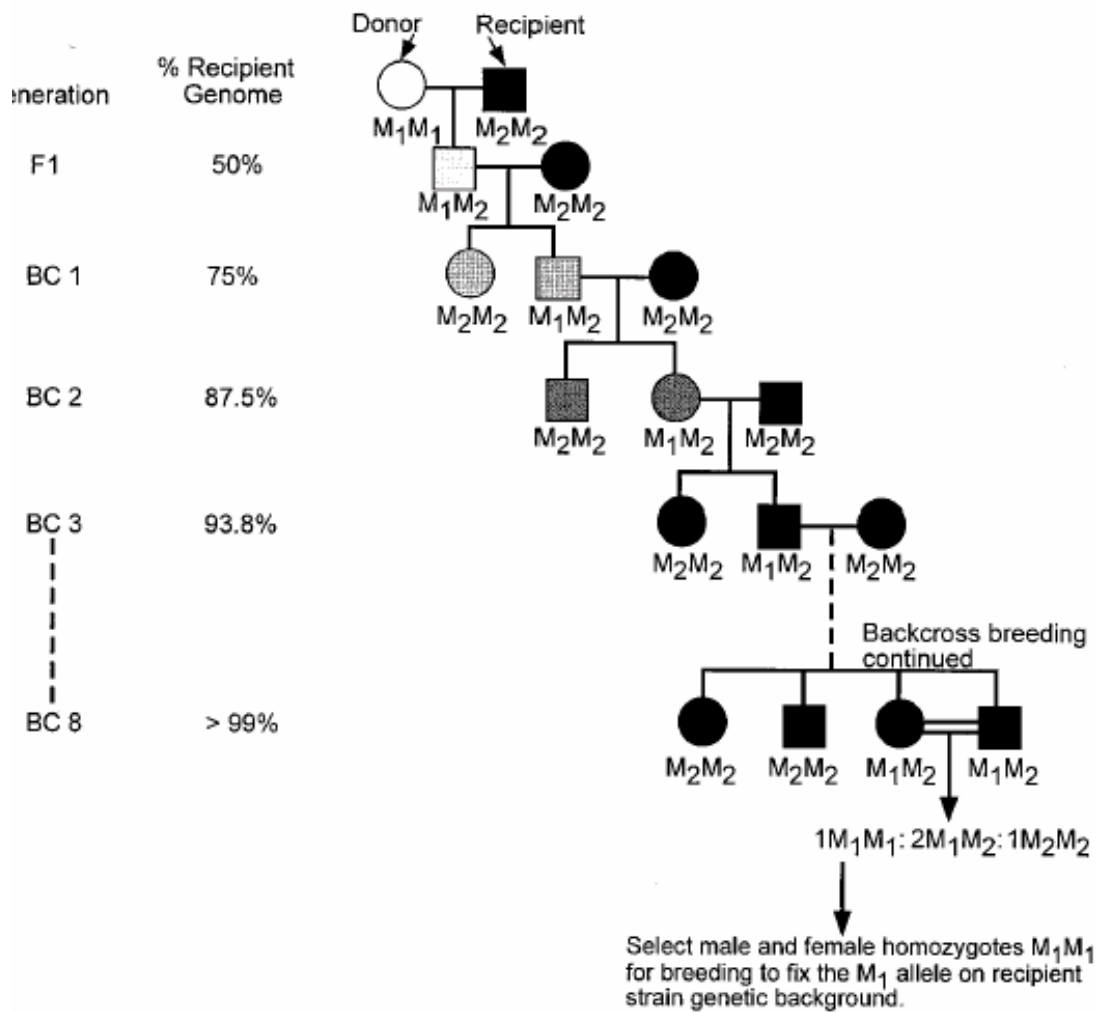 Donor Recipient
% Recipient
eneration Genome
M₁M₁ M₂M₂
F1 50%
M₁M₂ M₂M₂
BC 1 75%
M₂M₂ M₁M₂ M₂M₂
BC 2 87.5%
M₂M₂ M₁M₂ M₂M₂
BC 3 93.8%
M₂M₂ M₁M₂ M₂M₂
Backcross breeding
continued
BC 8 > 99%
M₂M₂ M₂M₂ M₁M₂ M₁M₂
1M₁M₁: 2M₁M₂: 1M₂M₂
Select male and female homozygotes M₁M₁
for breeding to fix the M₁ allele on recipient
strain genetic background.